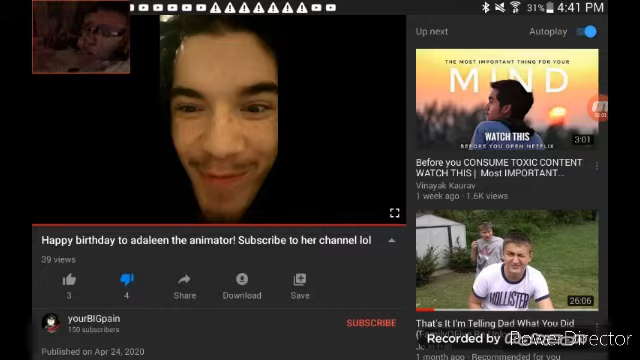 31% 4:41 PM
Up next
Autoplay
THE MOST IMPORTANT THING FOR YOUR
MIND
WATCH THIS
BEFORE YOU OPEN NETFLIX
3:01
Before you CONSUME TOXIC CONTENT
WATCH THIS | Most IMPORTANT...
Vinayak Kaurav
1 week ago · 1.6K views
Happy birthday to adaleen the animator! Subscribe to her channel lol
39 views
3
4
Share
Download
Save
yourBIGpain
150 subscribers
SUBSCRIBE
Published on Apr 24, 2020
HOLLISTER
26:06
That's It I'm Telling Dad What You Did
Recorded by PowerDirector
1 month ago · Recommended for you